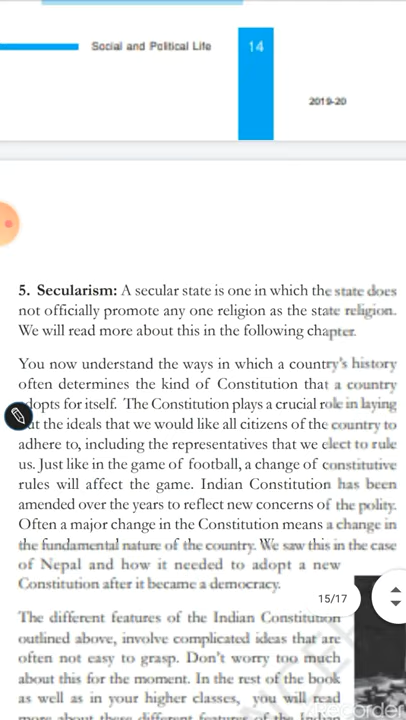 Social and Political Life 14
2019-20
5. Secularism: A secular state is one in which the state does
not officially promote any one religion as the state religion.
We will read more about this in the following chapter.
You now understand the ways in which a country's history
often determines the kind of Constitution that a country
adopts for itself. The Constitution plays a crucial role in laying
out the ideals that we would like all citizens of the country to
adhere to, including the representatives that we elect to rule
us. Just like in the game of football, a change of constitutive
rules will affect the game. Indian Constitution has been
amended over the years to reflect new concerns of the polity.
Often a major change in the Constitution means a change in
the fundamental nature of the country. We saw this in the case
of Nepal and how it needed to adopt a new
Constitution after it became a democracy.
15/17
The different features of the Indian Constitution
outlined above, involve complicated ideas that are
often not easy to grasp. Don't worry too much
about this for the moment. In the rest of the book
as well as in your higher classes, you will read
more about these different features of the Indian